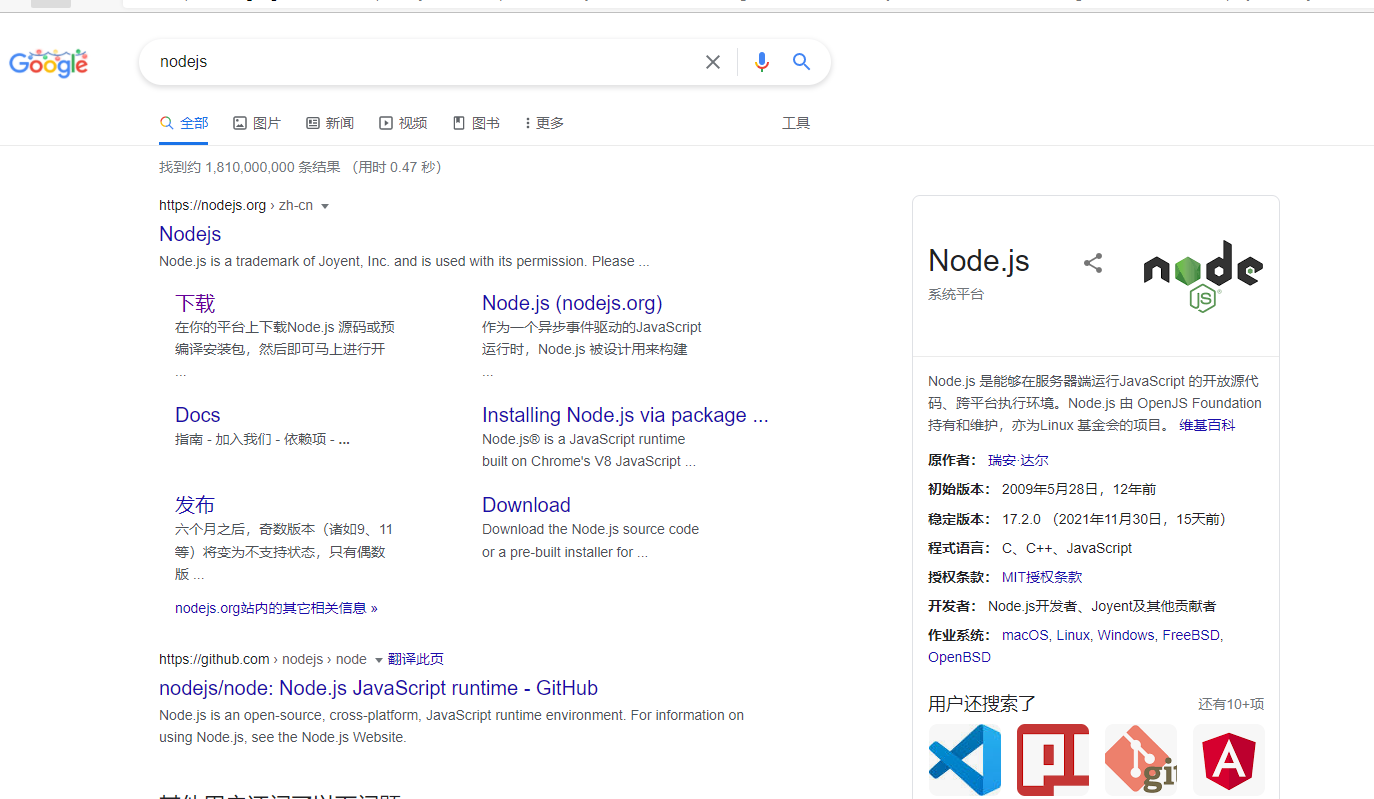 Google
nodejs
全部
图片
新闻
视频
图书
更多
工具
找到约 1,810,000,000 条结果 （用时 0.47 秒）
https://nodejs.org › zh-cn
Nodejs
Node.js is a trademark of Joyent, Inc. and is used with its permission. Please ...
下载
在你的平台上下载Node.js 源码或预
编译安装包，然后即可马上进行开
...
Node.js (nodejs.org)
作为一个异步事件驱动的JavaScript
运行时，Node.js 被设计用来构建
...
Docs
指南 - 加入我们 - 依赖项 - ...
Installing Node.js via package ...
Node.js® is a JavaScript runtime
built on Chrome's V8 JavaScript ...
发布
六个月之后，奇数版本（诸如9、11
等）将变为不支持状态，只有偶数
版 ...
Download
Download the Node.js source code
or a pre-built installer for ...
nodejs.org站内的其它相关信息 »
https://github.com › nodejs › node 翻译此页
nodejs/node: Node.js JavaScript runtime - GitHub
Node.js is an open-source, cross-platform, JavaScript runtime environment. For information on
using Node.js, see the Node.js Website.
其他用户还问了以下问题
Node.js
系统平台
node
JS
Node.js 是能够在服务器端运行JavaScript 的开放源代
码、跨平台执行环境。Node.js 由 OpenJS Foundation
持有和维护，亦为Linux 基金会的项目。 维基百科
原作者： 瑞安·达尔
初始版本： 2009年5月28日，12年前
稳定版本： 17.2.0 （2021年11月30日，15天前）
程式语言： C、C++、JavaScript
授权条款： MIT授权条款
开发者： Node.js开发者、Joyent及其他贡献者
作业系统： macOS, Linux, Windows, FreeBSD,
OpenBSD
用户还搜索了
还有10+项
git
A